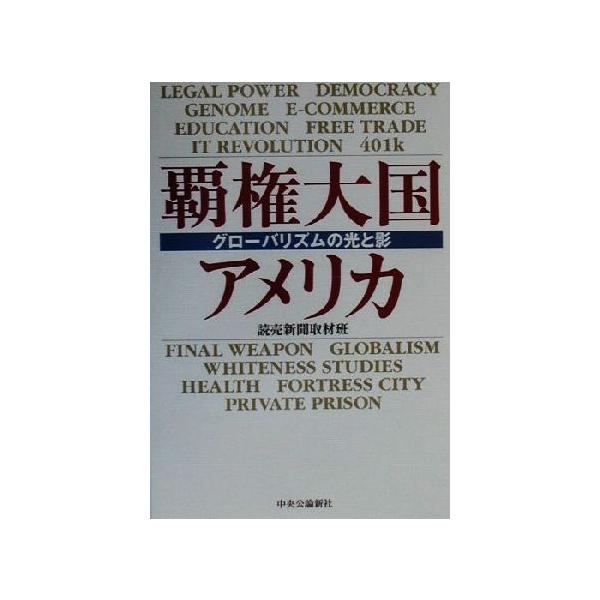 LEGAL POWER DEMOCRACY
GENOME E-COMMERCE
EDUCATION FREE TRADE
IT REVOLUTION 401k
覇権大国
グローバリズムの光と影
アメリカ
読売新聞取材班
FINAL WEAPON GLOBALISM
WHITENESS STUDIES
HEALTH FORTRESS CITY
PRIVATE PRISON
中央公論新社